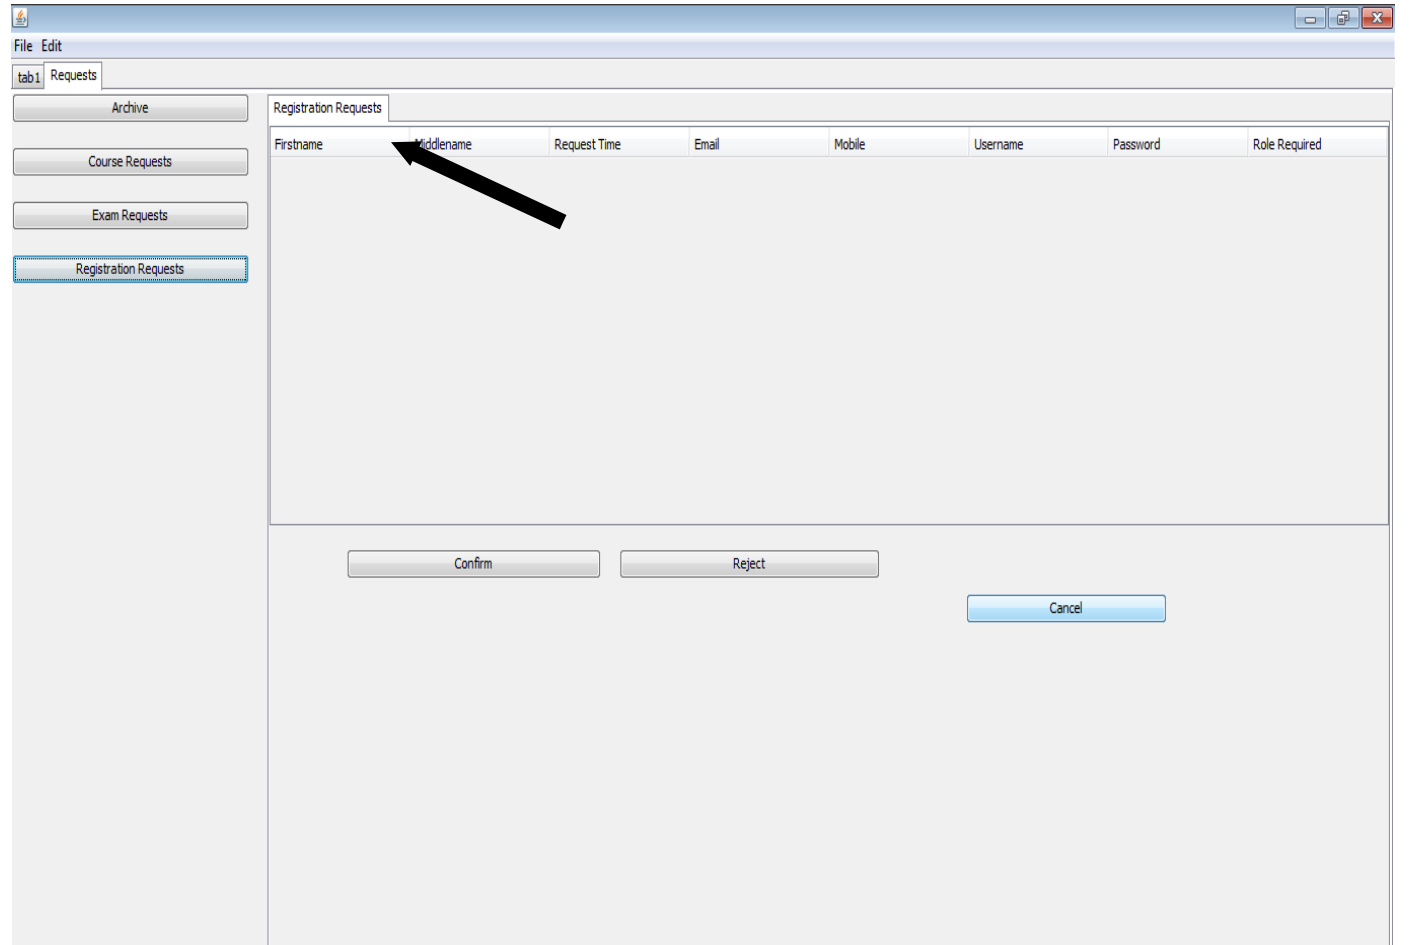 File Edit
tab1 Requests
Archive
Course Requests
Exam Requests
Registration Requests
Registration Requests
Firstname Middlename Request Time Email Mobile Username Password Role Required
Confirm Reject
Cancel